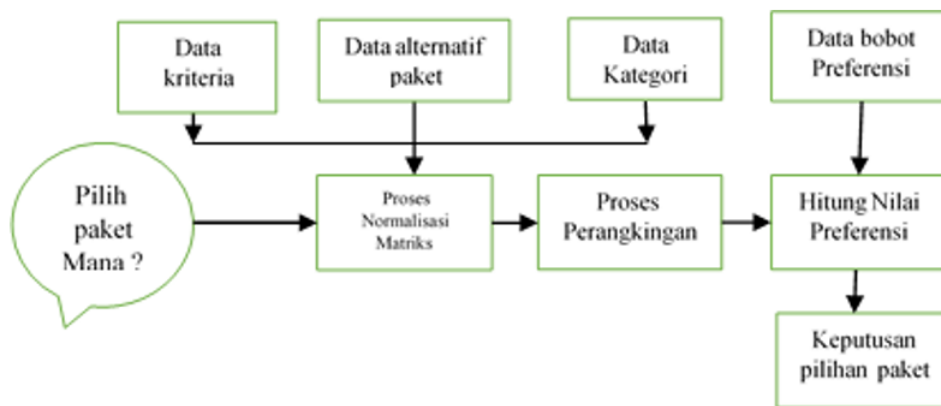 Data
kriteria
Data alternatif
paket
Data
Kategori
Data bobot
Preferensi
Pilih
paket
Mana ?
Proses
Normalisasi
Matriks
Proses
Perangkingan
Hitung Nilai
Preferensi
Keputusan
pilihan paket